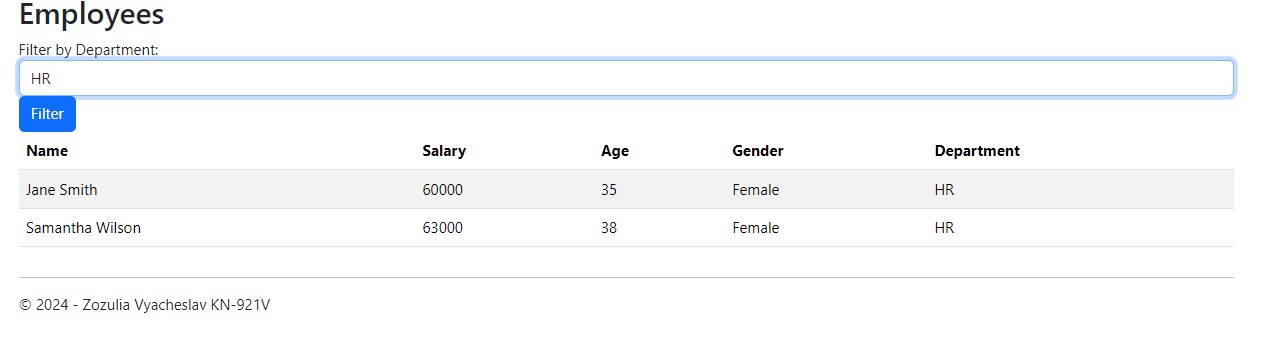 Employees
Filter by Department:
HR
Filter
Name Salary Age Gender Department
Jane Smith 60000 35 Female HR
Samantha Wilson 63000 38 Female HR
© 2024 - Zozulia Vyacheslav KN-921V